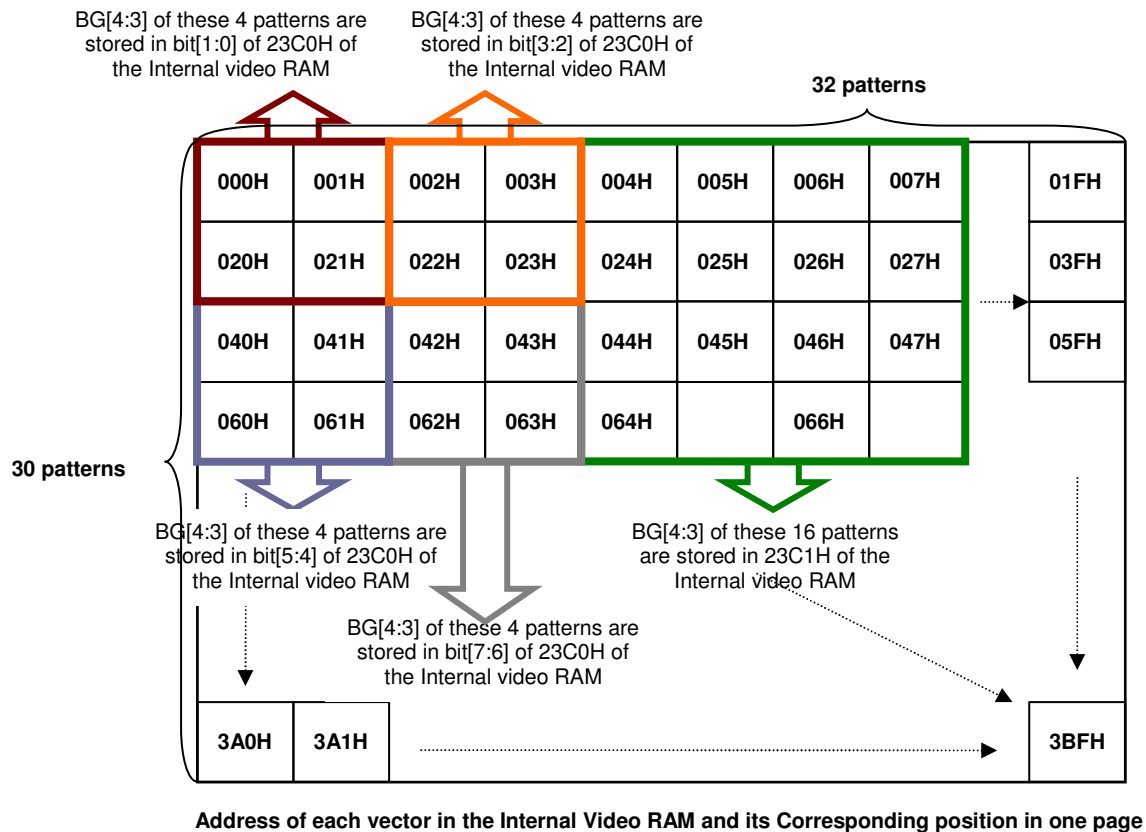 BG[4:3] of these 4 patterns are
stored in bit[1:0] of 23C0H of
the Internal video RAM
BG[4:3] of these 4 patterns are
stored in bit[3:2] of 23C0H of
the Internal video RAM
32 patterns
000H 001H 002H 003H 004H 005H 006H 007H 01FH
020H 021H 022H 023H 024H 025H 026H 027H 03FH
040H 041H 042H 043H 044H 045H 046H 047H 05FH
060H 061H 062H 063H 064H 066H
30 patterns
BG[4:3] of these 4 patterns are
stored in bit[5:4] of 23C0H of
the Internal video RAM
BG[4:3] of these 16 patterns
are stored in 23C1H of the
Internal video RAM
BG[4:3] of these 4 patterns are
stored in bit[7:6] of 23C0H of
the Internal video RAM
3A0H 3A1H 3BFH
Address of each vector in the Internal Video RAM and its Corresponding position in one page